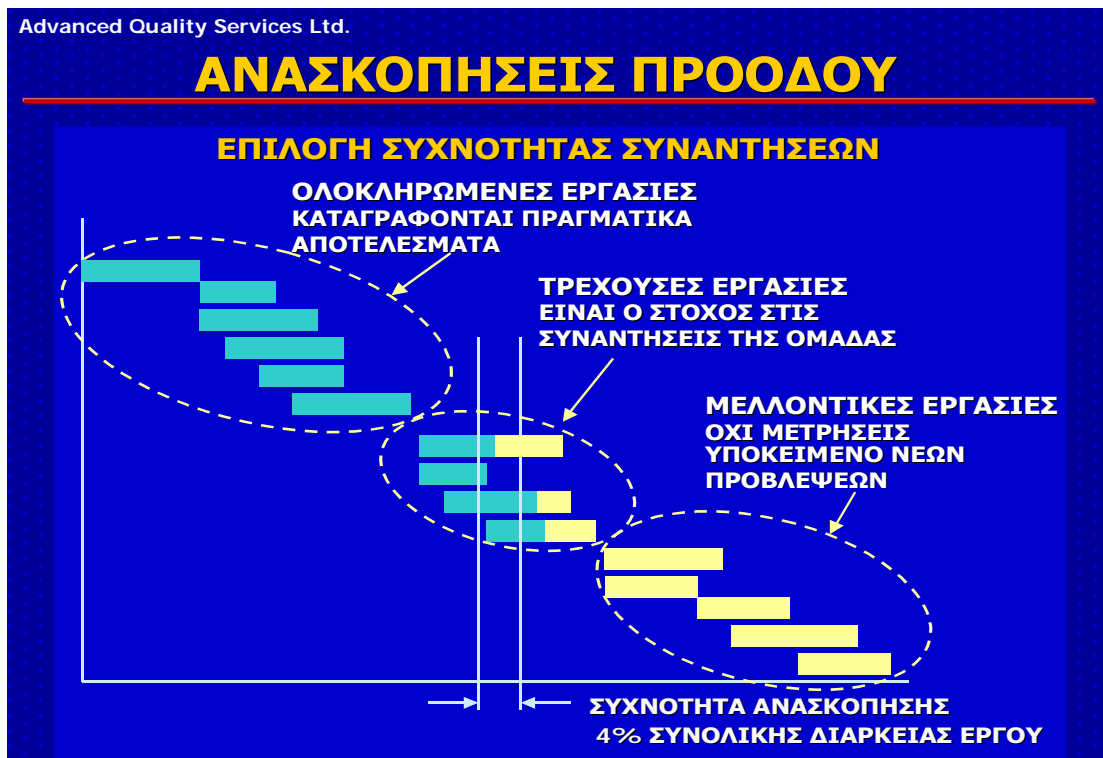 Advanced Quality Services Ltd.
ΑΝΑΣΚΟΠΗΣΕΙΣ ΠΡΟΟΔΟΥ
ΕΠΙΛΟΓΗ ΣΥΧΝΟΤΗΤΑΣ ΣΥΝΑΝΤΗΣΕΩΝ
ΟΛΟΚΛΗΡΩΜΕΝΕΣ ΕΡΓΑΣΙΕΣ
ΚΑΤΑΓΡΑΦΟΝΤΑΙ ΠΡΑΓΜΑΤΙΚΑ
ΑΠΟΤΕΛΕΣΜΑΤΑ
ΤΡΕΧΟΥΣΕΣ ΕΡΓΑΣΙΕΣ
ΕΙΝΑΙ Ο ΣΤΟΧΟΣ ΣΤΙΣ
ΣΥΝΑΝΤΗΣΕΙΣ ΤΗΣ ΟΜΑΔΑΣ
ΜΕΛΛΟΝΤΙΚΕΣ ΕΡΓΑΣΙΕΣ
ΟΧΙ ΜΕΤΡΗΣΕΙΣ
ΥΠΟΚΕΙΜΕΝΟ ΝΕΩΝ
ΠΡΟΒΛΕΨΕΩΝ
ΣΥΧΝΟΤΗΤΑ ΑΝΑΣΚΟΠΗΣΗΣ
4% ΣΥΝΟΛΙΚΗΣ ΔΙΑΡΚΕΙΑΣ ΕΡΓΟΥ